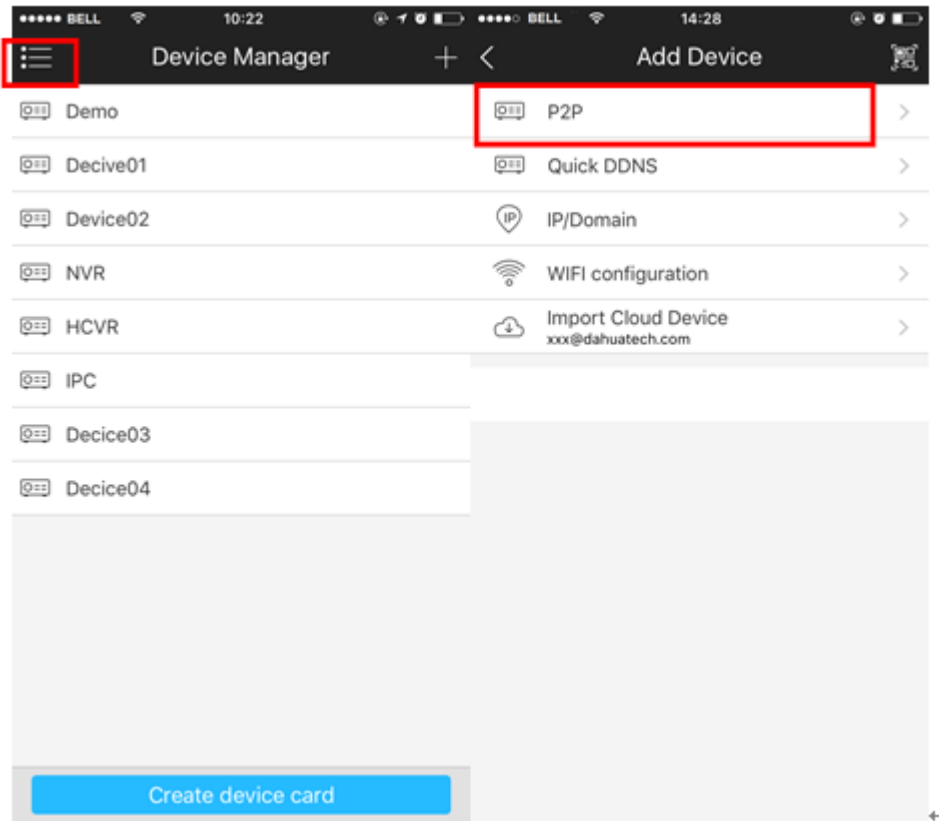 BELL 10:22
Device Manager
Demo
Decive01
Device02
NVR
HCVR
IPC
Decice03
Decice04
Create device card
BELL 14:28
Add Device
P2P
Quick DDNS
IP
IP/Domain
WIFI configuration
Import Cloud Device
xxx@dahuatech.com